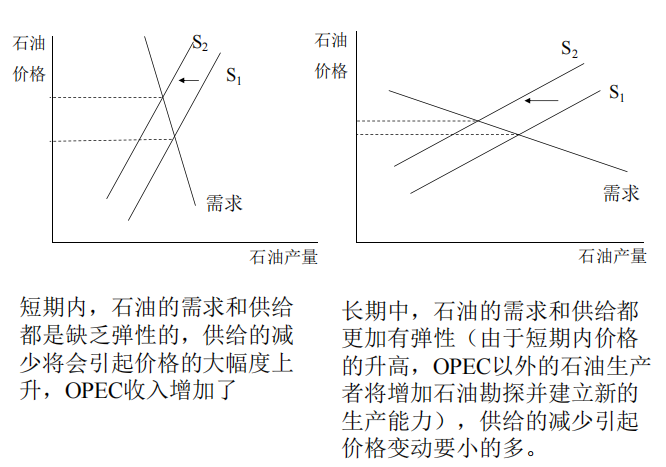 石油
价格
S2
S1
需求
石油产量
短期内，石油的需求和供给
都是缺乏弹性的，供给的减
少将会引起价格的大幅度上
升，OPEC收入增加了
石油
价格
S2
S1
需求
石油产量
长期中，石油的需求和供给都
更加有弹性（由于短期内价格
的升高，OPEC以外的石油生产
者将增加石油勘探并建立新的
生产能力），供给的减少引起
价格变动要小的多。